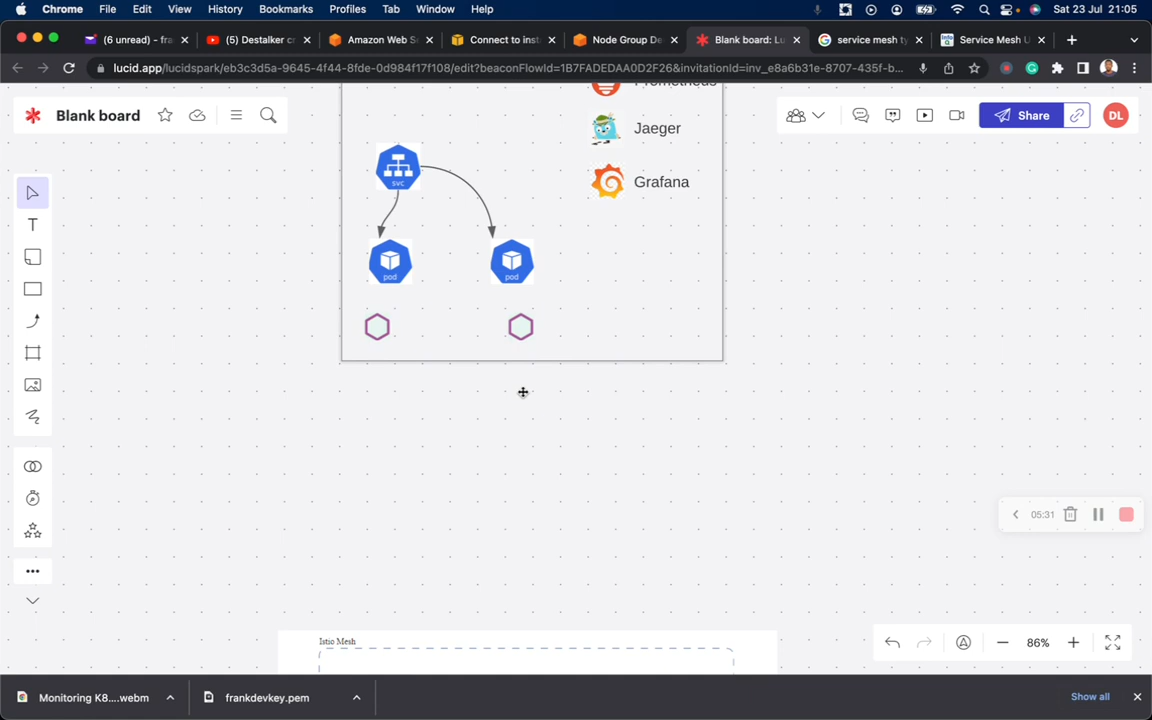 Chrome File Edit View History Bookmarks Profiles Tab Window Help Sat 23 Jul 21:05
(6 unread) - fra
(5) Destalker c
Amazon Web S
Connect to inst
Node Group De
Blank board: Lu
service mesh ty
Service Mesh U
lucid.app/lucidspark/eb3c3d5a-9645-4f44-8fde-0d984f17f108/edit?beaconFlowId=1B7FADEDAA0D2F26&invitationId=inv_e8a6b31e-8707-435f-b...
Blank board
Share
DL
Prometheus
Jaeger
Grafana
svc
pod
pod
T
05:31
Istio Mesh
86%
Monitoring K8....webm
frankdevkey.pem
Show all